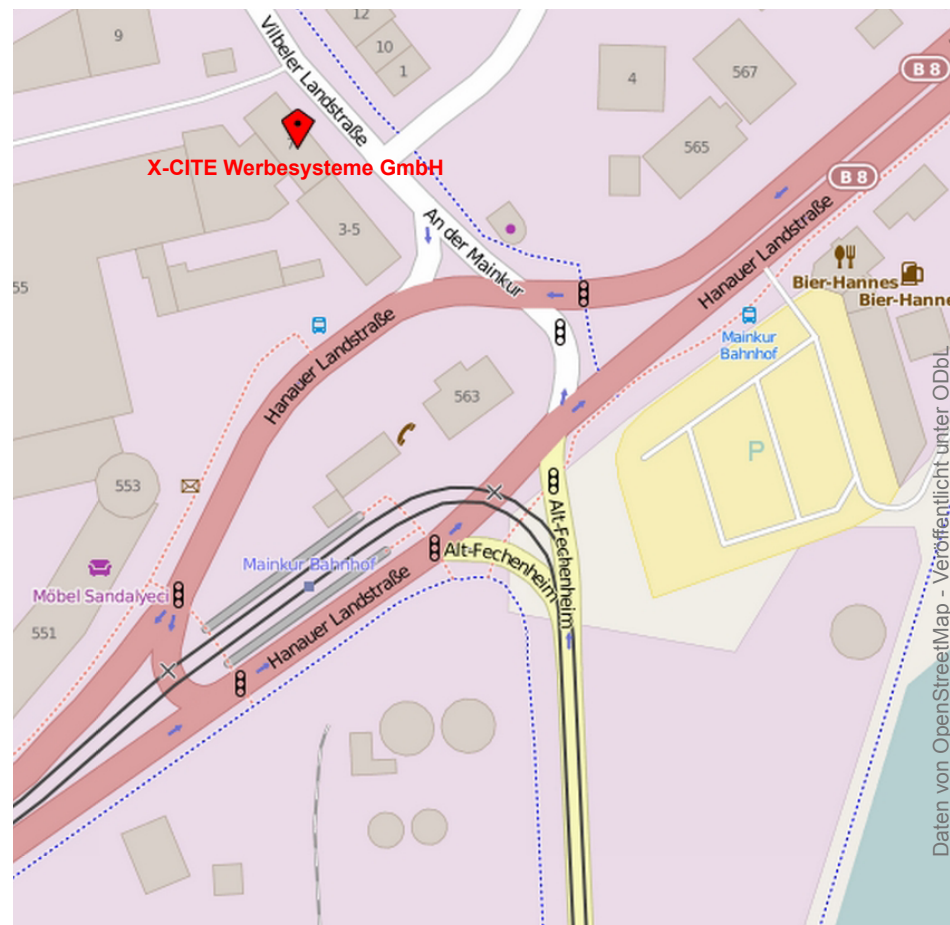 12
9
10
1
Vilbeler Landstraße
4
567
B 8
565
B 8
X-CITE Werbesysteme GmbH
3-5
An der Mainkur
Hanauer Landstraße
Bier-Hannes
Bier-Hanne
55
Mainkur
Bahnhof
Hanauer Landstraße
563
P
553
Alt-Fechenheim
Alt-Fechenheim
Mainkur Bahnhof
Möbel Sandalyeci
Hanauer Landstraße
551
Daten von OpenStreetMap - Veröffentlicht unter ODbL